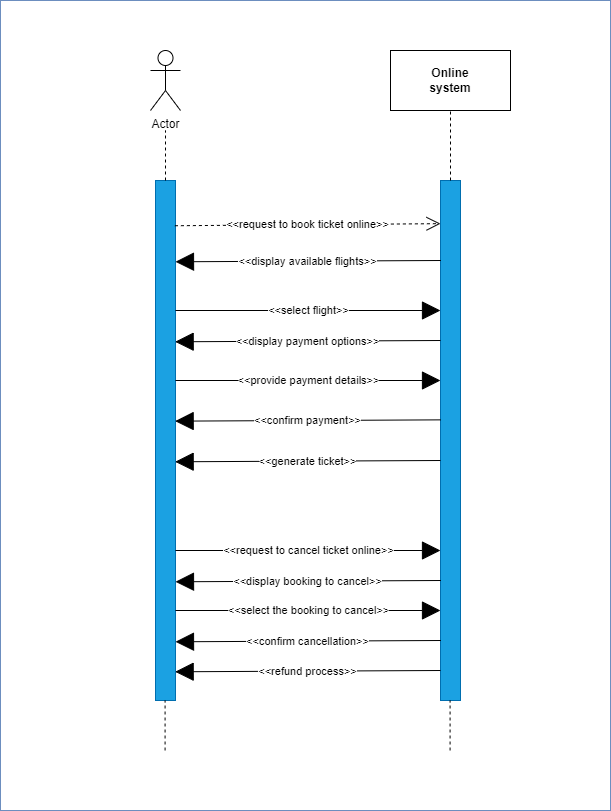 Online
system
Actor
<<request to book ticket online>>
<<display available flights>>
<<select flight>>
<<display payment options>>
<<provide payment details>>
<<confirm payment>>
<<generate ticket>>
<<request to cancel ticket online>>
<<display booking to cancel>>
<<select the booking to cancel>>
<<confirm cancellation>>
<<refund process>>